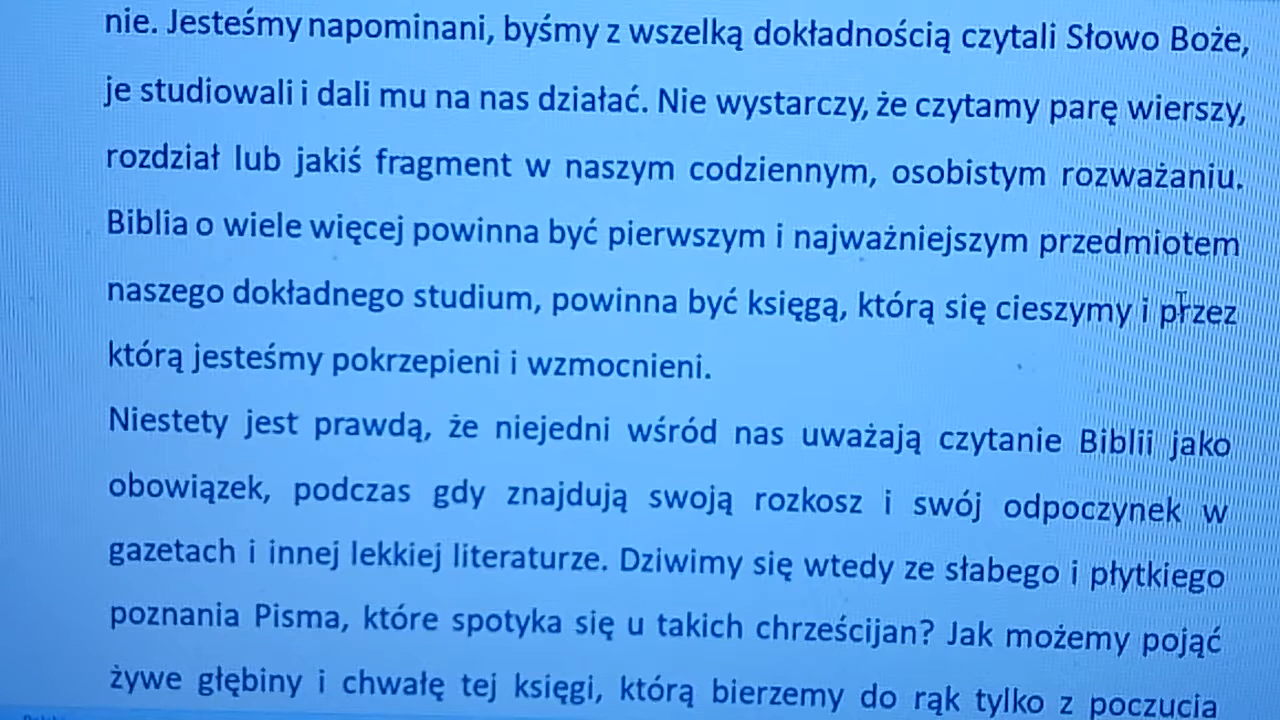 nie. Jesteśmy napominani, byśmy z wszelką dokładnością czytali Słowo Boże,
je studiowali i dali mu na nas działać. Nie wystarczy, że czytamy parę wierszy,
rozdział lub jakiś fragment w naszym codziennym, osobistym rozważaniu.
Biblia o wiele więcej powinna być pierwszym i najważniejszym przedmiotem
naszego dokładnego studium, powinna być księgą, którą się cieszymy i przez
którą jesteśmy pokrzepieni i wzmocnieni.
Niestety jest prawdą, że niejedni wśród nas uważają czytanie Biblii jako
obowiązek, podczas gdy znajdują swoją rozkosz i swój odpoczynek w
gazetach i innej lekkiej literaturze. Dziwimy się wtedy ze słabego i płytkiego
poznania Pisma, które spotyka się u takich chrześcijan? Jak możemy pojąć
żywe głębiny i chwałę tej księgi, którą bierzemy do rąk tylko z poczucia